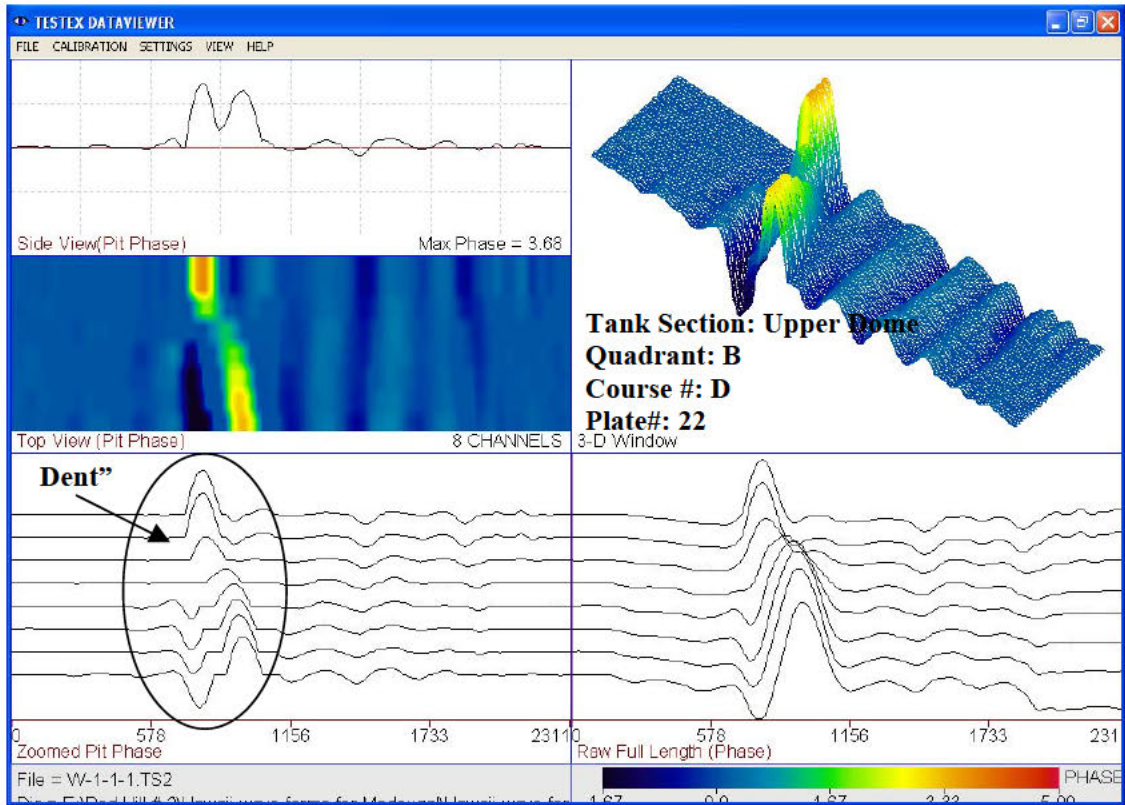 TESTEX DATAVIEWER
FILE CALIBRATION SETTINGS VIEW HELP
Side View(Pit Phase)
Max Phase = 3.68
Top View (Pit Phase)
8 CHANNELS
Tank Section: Upper Dome
Quadrant: B
Course #: D
Plate#: 22
3-D Window
Dent”
0 578 1156 1733 2311
Zoomed Pit Phase
0 578 1156 1733 231
Raw Full Length (Phase)
File = W-1-1-1.TS2
PHASE
-1.67 0.0 1.67 3.33 5.00